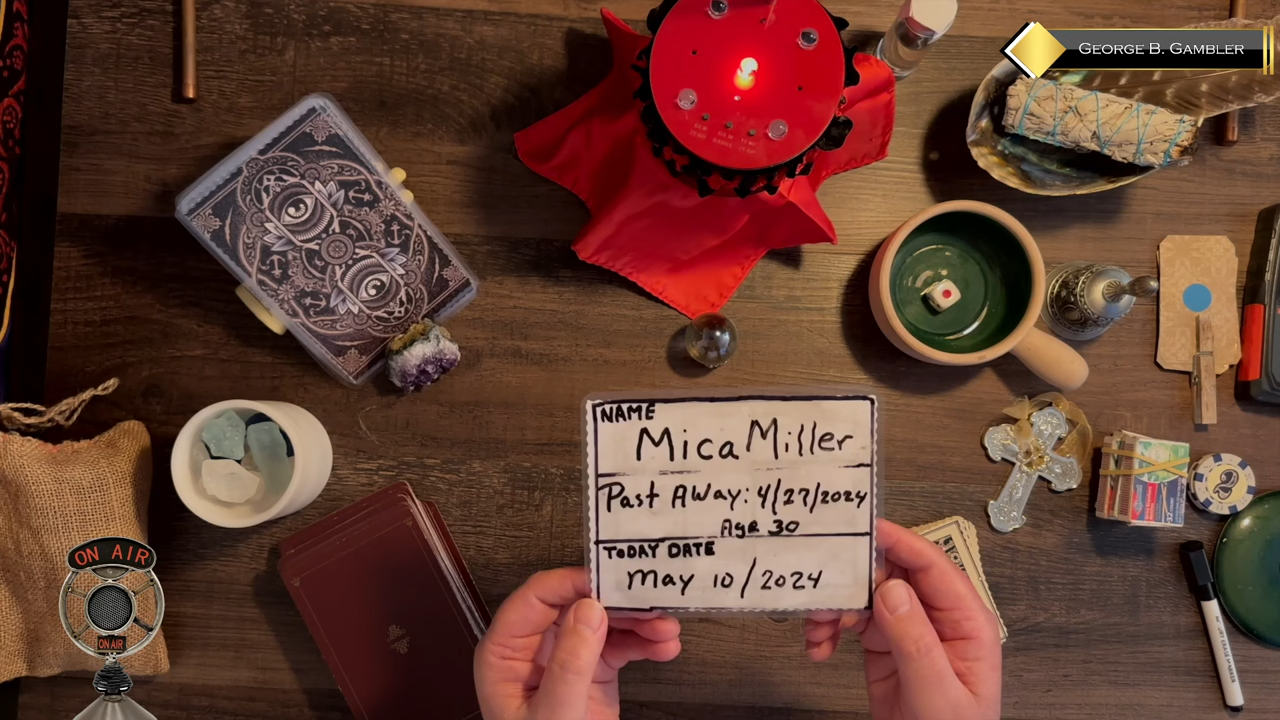 GEORGE B. GAMBLER
NAME
Mica Miller
Past AWay: 4/27/2024
Age 30
TODAY DATE
May 10/2024
2
ON AIR
ON AIR